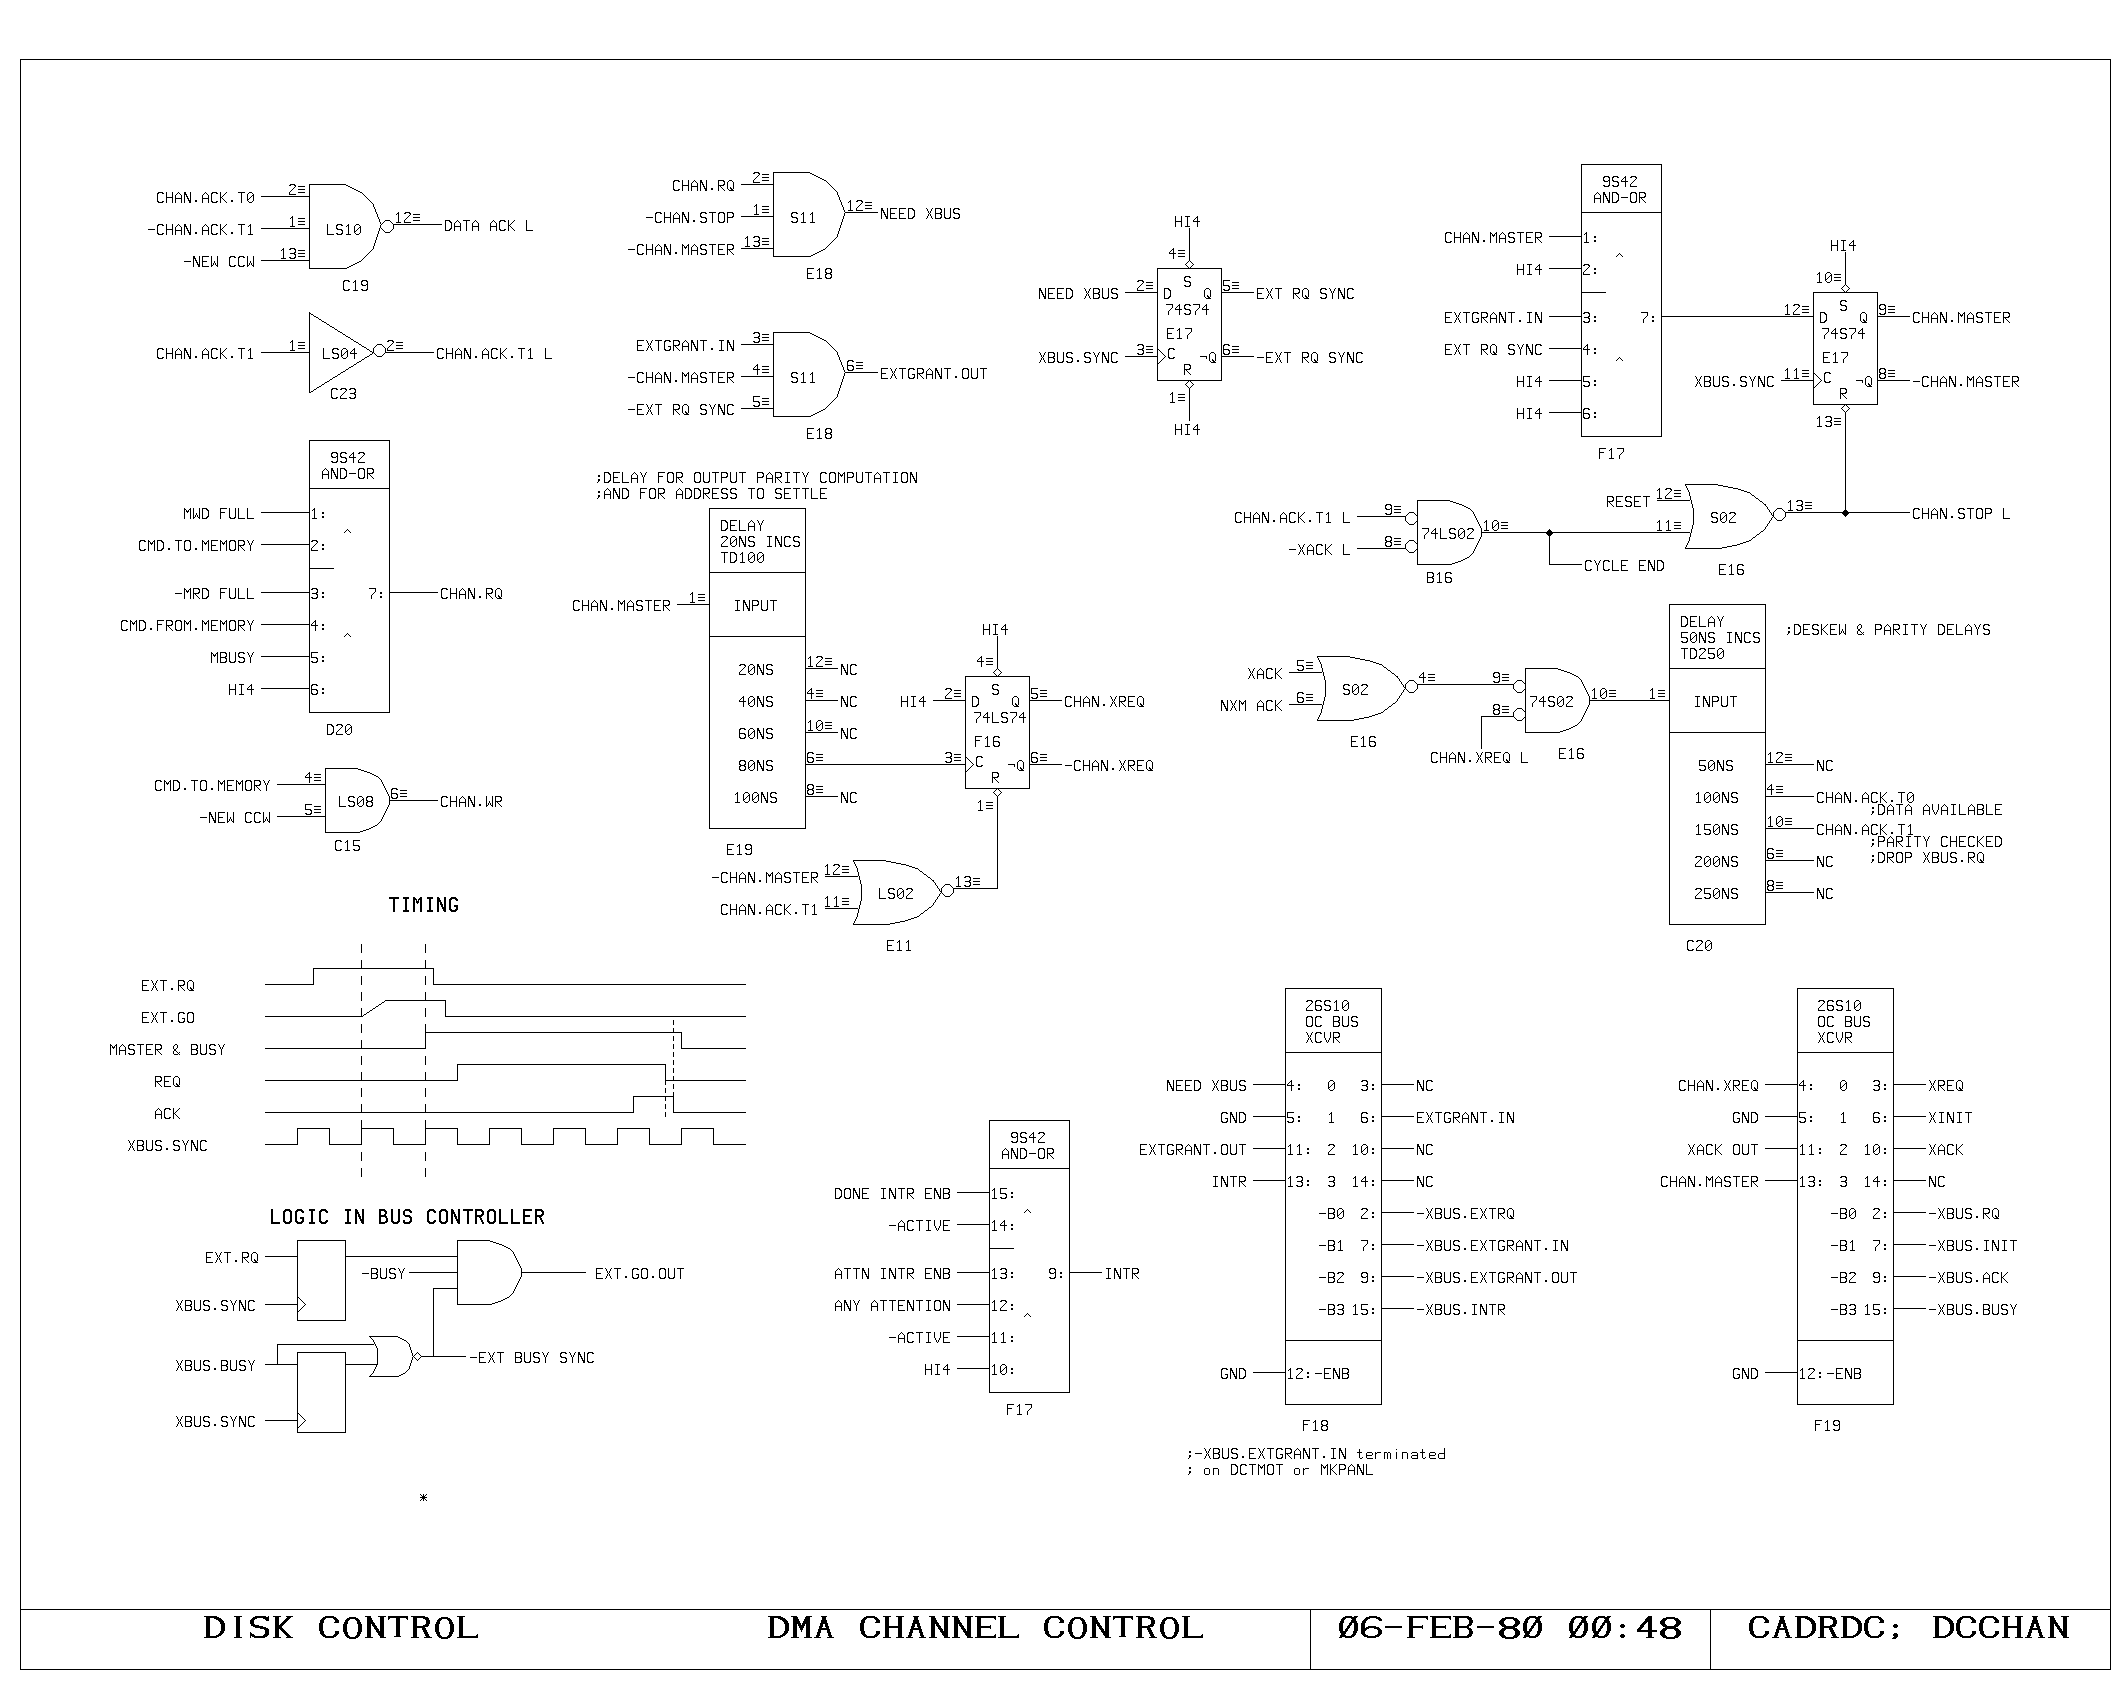 CHAN.ACK.T0 2≡
-CHAN.ACK.T1 1≡ LS10 12≡ DATA ACK L
-NEW CCW 13≡
C19
CHAN.ACK.T1 1≡ LS04 2≡ CHAN.ACK.T1 L
C23
9S42
AND-OR
MWD FULL 1:
^
CMD.TO.MEMORY 2:
-MRD FULL 3: 7: CHAN.RQ
CMD.FROM.MEMORY 4:
^
MBUSY 5:
HI4 6:
D20
CMD.TO.MEMORY 4≡
LS08 6≡ CHAN.WR
-NEW CCW 5≡
C15
CHAN.RQ 2≡
-CHAN.STOP 1≡ S11 12≡ NEED XBUS
-CHAN.MASTER 13≡
E18
EXTGRANT.IN 3≡
-CHAN.MASTER 4≡ S11 6≡ EXTGRANT.OUT
-EXT RQ SYNC 5≡
E18
;DELAY FOR OUTPUT PARITY COMPUTATION
;AND FOR ADDRESS TO SETTLE
DELAY
20NS INCS
TD100
CHAN.MASTER 1≡ INPUT
20NS 12≡ NC
40NS 4≡ NC
60NS 10≡ NC
80NS 6≡
100NS 8≡ NC
E19
HI4
4≡
HI4 2≡ D S Q 5≡ CHAN.XREQ
74LS74
F16
3≡ C ¬Q 6≡ -CHAN.XREQ
R
1≡
-CHAN.MASTER 12≡
LS02 13≡
CHAN.ACK.T1 11≡
E11
HI4
4≡
NEED XBUS 2≡ D S Q 5≡ EXT RQ SYNC
74S74
E17
XBUS.SYNC 3≡ C ¬Q 6≡ -EXT RQ SYNC
R
1≡
HI4
9S42
AND-OR
CHAN.MASTER 1:
^
HI4 2:
EXTGRANT.IN 3: 7:
EXT RQ SYNC 4:
^
HI4 5:
HI4 6:
F17
HI4
10≡
12≡ D S Q 9≡ CHAN.MASTER
74S74
E17
XBUS.SYNC 11≡ C ¬Q 8≡ -CHAN.MASTER
R
13≡
CHAN.ACK.T1 L 9≡
74LS02 10≡
-XACK L 8≡
B16
CYCLE END
RESET 12≡
11≡ S02 13≡ CHAN.STOP L
E16
XACK 5≡
S02 4≡
NXM ACK 6≡
E16
9≡
74S02 10≡
8≡
CHAN.XREQ L
E16
DELAY
50NS INCS
TD250
;DESKEW & PARITY DELAYS
1≡ INPUT
50NS 12≡ NC
100NS 4≡ CHAN.ACK.T0
;DATA AVAILABLE
150NS 10≡ CHAN.ACK.T1
;PARITY CHECKED
200NS 6≡ NC ;DROP XBUS.RQ
250NS 8≡ NC
C20
TIMING
EXT.RQ
EXT.GO
MASTER & BUSY
REQ
ACK
XBUS.SYNC
LOGIC IN BUS CONTROLLER
EXT.RQ
-BUSY
EXT.GO.OUT
XBUS.SYNC
XBUS.BUSY
-EXT BUSY SYNC
XBUS.SYNC
*
9S42
AND-OR
DONE INTR ENB 15:
^
-ACTIVE 14:
ATTN INTR ENB 13: 9: INTR
ANY ATTENTION 12:
^
-ACTIVE 11:
HI4 10:
F17
26S10
OC BUS
XCVR
NEED XBUS 4: 0 3: NC
GND 5: 1 6: EXTGRANT.IN
EXTGRANT.OUT 11: 2 10: NC
INTR 13: 3 14: NC
-B0 2: -XBUS.EXTRQ
-B1 7: -XBUS.EXTGRANT.IN
-B2 9: -XBUS.EXTGRANT.OUT
-B3 15: -XBUS.INTR
GND 12: -ENB
F18
;-XBUS.EXTGRANT.IN terminated
; on DCTMOT or MKPANL
26S10
OC BUS
XCVR
CHAN.XREQ 4: 0 3: XREQ
GND 5: 1 6: XINIT
XACK OUT 11: 2 10: XACK
CHAN.MASTER 13: 3 14: NC
-B0 2: -XBUS.RQ
-B1 7: -XBUS.INIT
-B2 9: -XBUS.ACK
-B3 15: -XBUS.BUSY
GND 12: -ENB
F19
DISK CONTROL
DMA CHANNEL CONTROL
06-FEB-80 00:48
CADRDC; DCCHAN